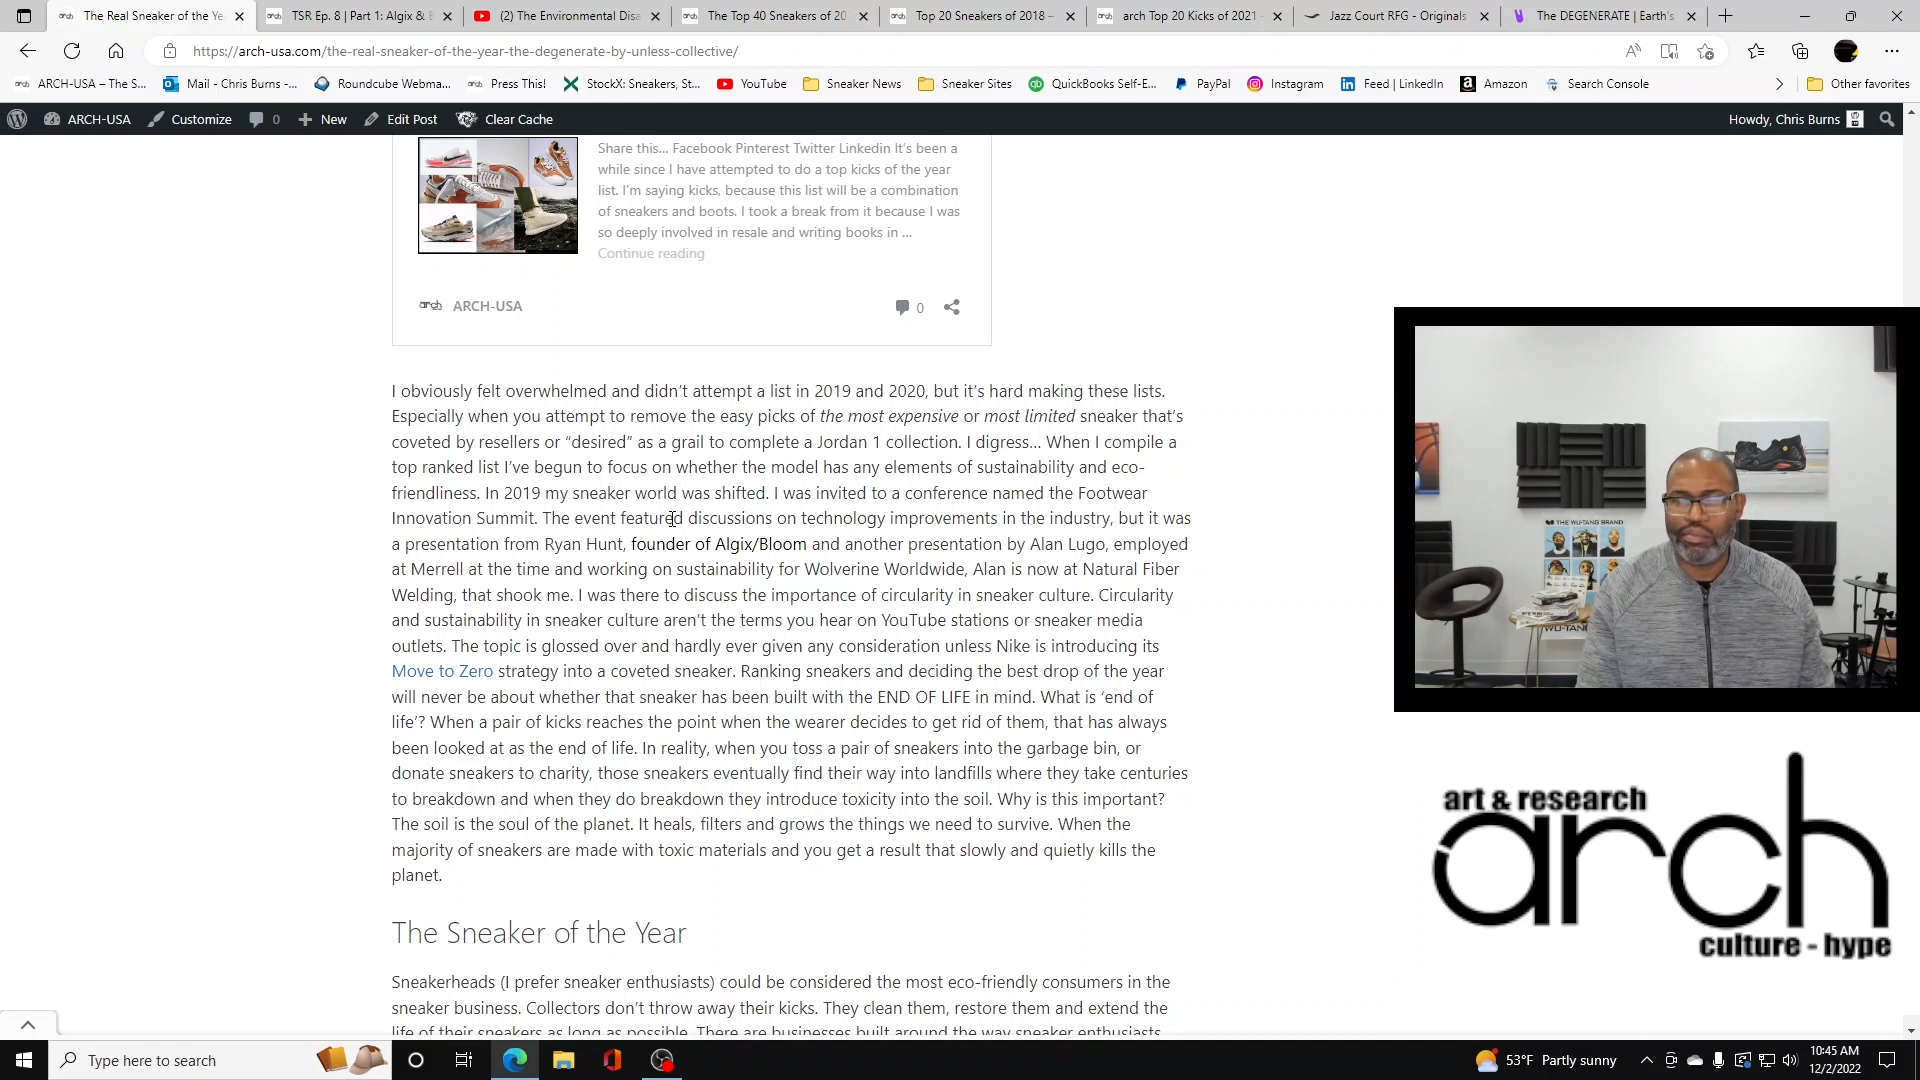 The Real Sneaker of the Ye
TSR Ep. 8 | Part 1: Algix & E
(2) The Environmental Disa
The Top 40 Sneakers of 20
Top 20 Sneakers of 2018 –
arch Top 20 Kicks of 2021 -
Jazz Court RFG - Originals
The DEGENERATE | Earth's
https://arch-usa.com/the-real-sneaker-of-the-year-the-degenerate-by-unless-collective/
ARCH-USA – The S...
Mail - Chris Burns -...
Roundcube Webma...
Press This!
StockX: Sneakers, St...
YouTube
Sneaker News
Sneaker Sites
QuickBooks Self-E...
PayPal
Instagram
Feed | LinkedIn
Amazon
Search Console
Other favorites
ARCH-USA
Customize
0
New
Edit Post
Clear Cache
Howdy, Chris Burns
Share this... Facebook Pinterest Twitter Linkedin It’s been a
while since I have attempted to do a top kicks of the year
list. I’m saying kicks, because this list will be a combination
of sneakers and boots. I took a break from it because I was
so deeply involved in resale and writing books in ...
Continue reading
arch ARCH-USA
0
I obviously felt overwhelmed and didn’t attempt a list in 2019 and 2020, but it’s hard making these lists.
Especially when you attempt to remove the easy picks of the most expensive or most limited sneaker that’s
coveted by resellers or “desired” as a grail to complete a Jordan 1 collection. I digress... When I compile a
top ranked list I’ve begun to focus on whether the model has any elements of sustainability and eco-
friendliness. In 2019 my sneaker world was shifted. I was invited to a conference named the Footwear
Innovation Summit. The event featured discussions on technology improvements in the industry, but it was
a presentation from Ryan Hunt, founder of Algix/Bloom and another presentation by Alan Lugo, employed
at Merrell at the time and working on sustainability for Wolverine Worldwide, Alan is now at Natural Fiber
Welding, that shook me. I was there to discuss the importance of circularity in sneaker culture. Circularity
and sustainability in sneaker culture aren’t the terms you hear on YouTube stations or sneaker media
outlets. The topic is glossed over and hardly ever given any consideration unless Nike is introducing its
Move to Zero strategy into a coveted sneaker. Ranking sneakers and deciding the best drop of the year
will never be about whether that sneaker has been built with the END OF LIFE in mind. What is ‘end of
life’? When a pair of kicks reaches the point when the wearer decides to get rid of them, that has always
been looked at as the end of life. In reality, when you toss a pair of sneakers into the garbage bin, or
donate sneakers to charity, those sneakers eventually find their way into landfills where they take centuries
to breakdown and when they do breakdown they introduce toxicity into the soil. Why is this important?
The soil is the soul of the planet. It heals, filters and grows the things we need to survive. When the
majority of sneakers are made with toxic materials and you get a result that slowly and quietly kills the
planet.
The Sneaker of the Year
Sneakerheads (I prefer sneaker enthusiasts) could be considered the most eco-friendly consumers in the
sneaker business. Collectors don’t throw away their kicks. They clean them, restore them and extend the
life of their sneakers as long as possible. There are businesses built around the way sneaker enthusiasts
THE WU-TANG BRAND
WU-TANG
art & research
arch
culture - hype
Type here to search
53°F Partly sunny
10:45 AM
12/2/2022